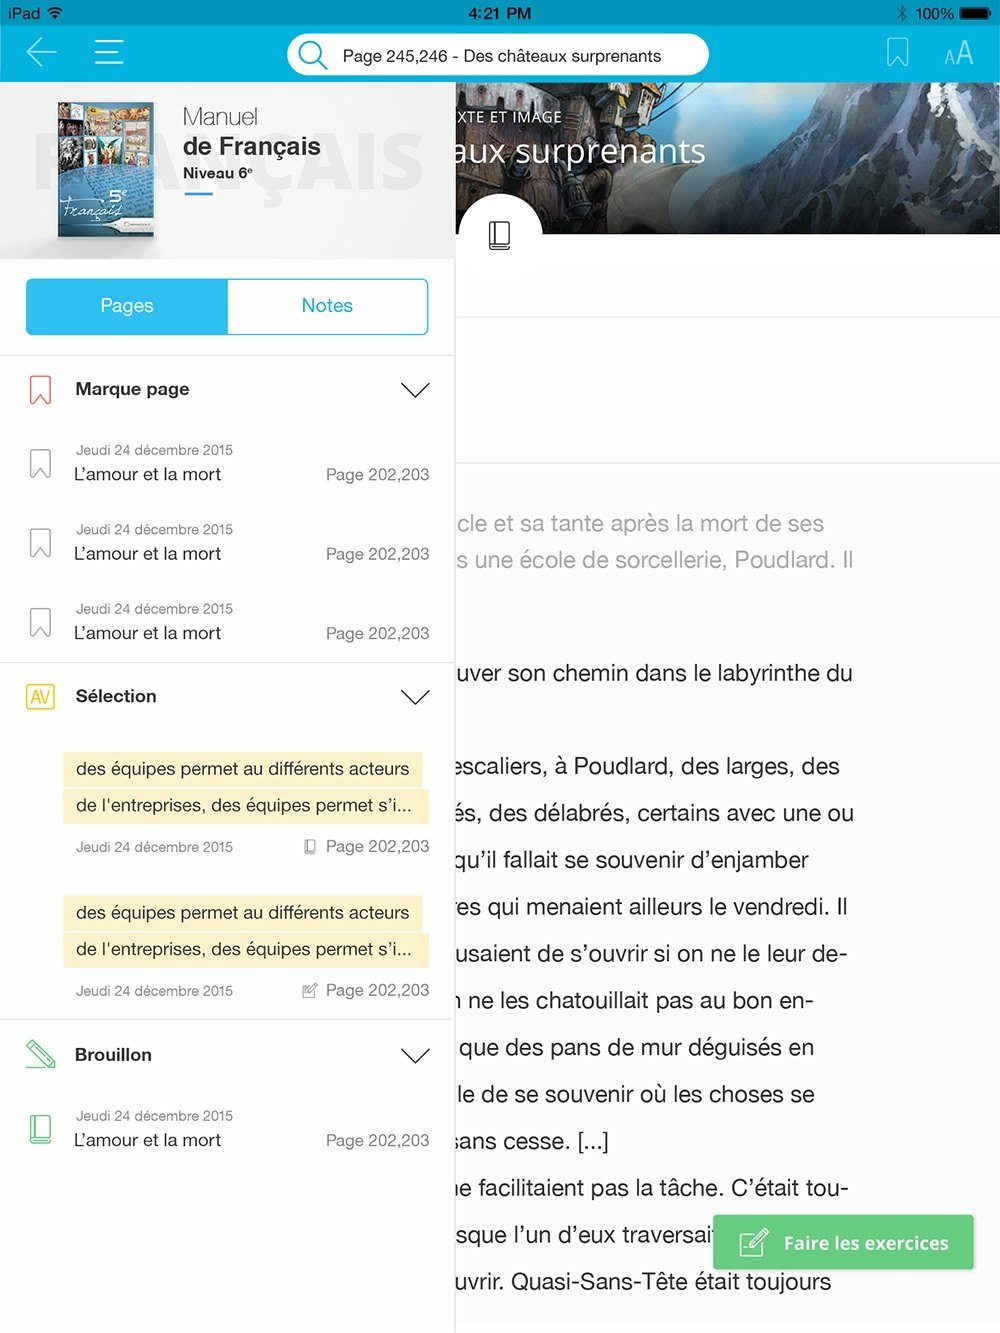 iPad 4:21 PM 100%
Page 245,246 - Des châteaux surprenants
AA
FRANÇAIS
Manuel
de Français
Niveau 6e
5e
Français
XTE ET IMAGE
aux surprenants
Pages Notes
Marque page
Jeudi 24 décembre 2015
L’amour et la mort Page 202,203
Jeudi 24 décembre 2015
L’amour et la mort Page 202,203
Jeudi 24 décembre 2015
L’amour et la mort Page 202,203
AV Sélection
des équipes permet au différents acteurs
de l'entreprises, des équipes permet s’i...
Jeudi 24 décembre 2015 Page 202,203
des équipes permet au différents acteurs
de l'entreprises, des équipes permet s’i...
Jeudi 24 décembre 2015 Page 202,203
Brouillon
Jeudi 24 décembre 2015
L’amour et la mort Page 202,203
cle et sa tante après la mort de ses
s une école de sorcellerie, Poudlard. Il
uver son chemin dans le labyrinthe du
escaliers, à Poudlard, des larges, des
és, des délabrés, certains avec une ou
qu’il fallait se souvenir d’enjamber
res qui menaient ailleurs le vendredi. Il
usaient de s’ouvrir si on ne le leur de-
n ne les chatouillait pas au bon en-
que des pans de mur déguisés en
le de se souvenir où les choses se
sans cesse. [...]
ne facilitaient pas la tâche. C’était tou-
sque l’un d’eux traversait
uvrir. Quasi-Sans-Tête était toujours
Faire les exercices